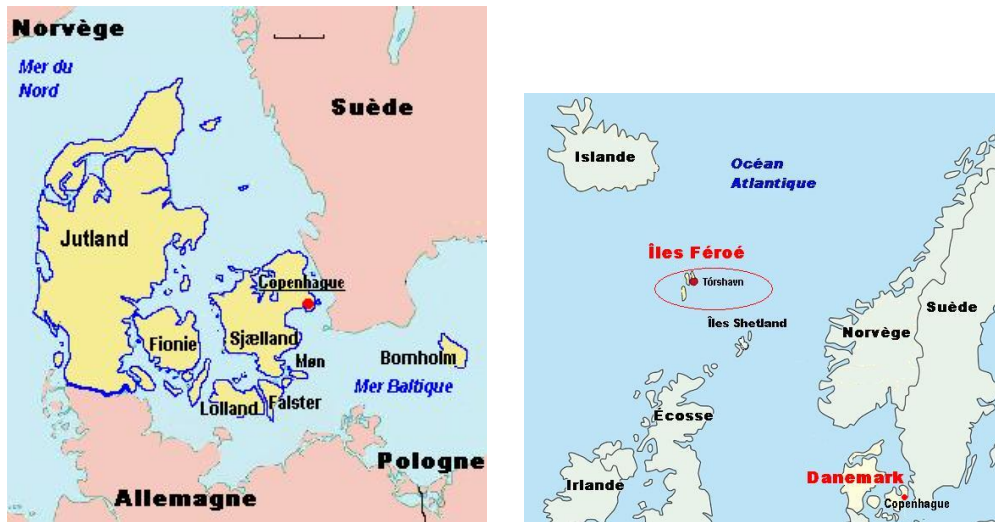 Norvège
Mer du
Nord
Suède
Jutland
Copenhague
Fionie
Sjælland
Møn
Bornholm
Mer Baltique
Lolland
Falster
Pologne
Allemagne
Islande
Océan
Atlantique
Îles Féroé
Tórshavn
Îles Shetland
Norvège
Suède
Écosse
Irlande
Danemark
Copenhague